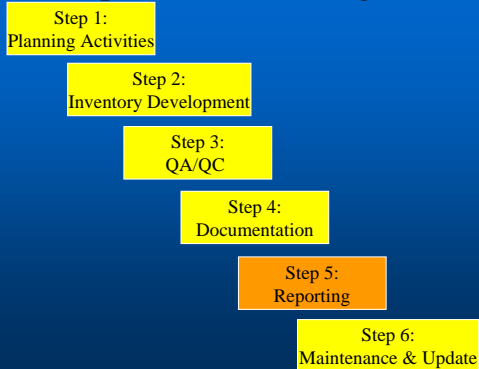 Step 1:
Planning Activities
Step 2:
Inventory Development
Step 3:
QA/QC
Step 4:
Documentation
Step 5:
Reporting
Step 6:
Maintenance & Update